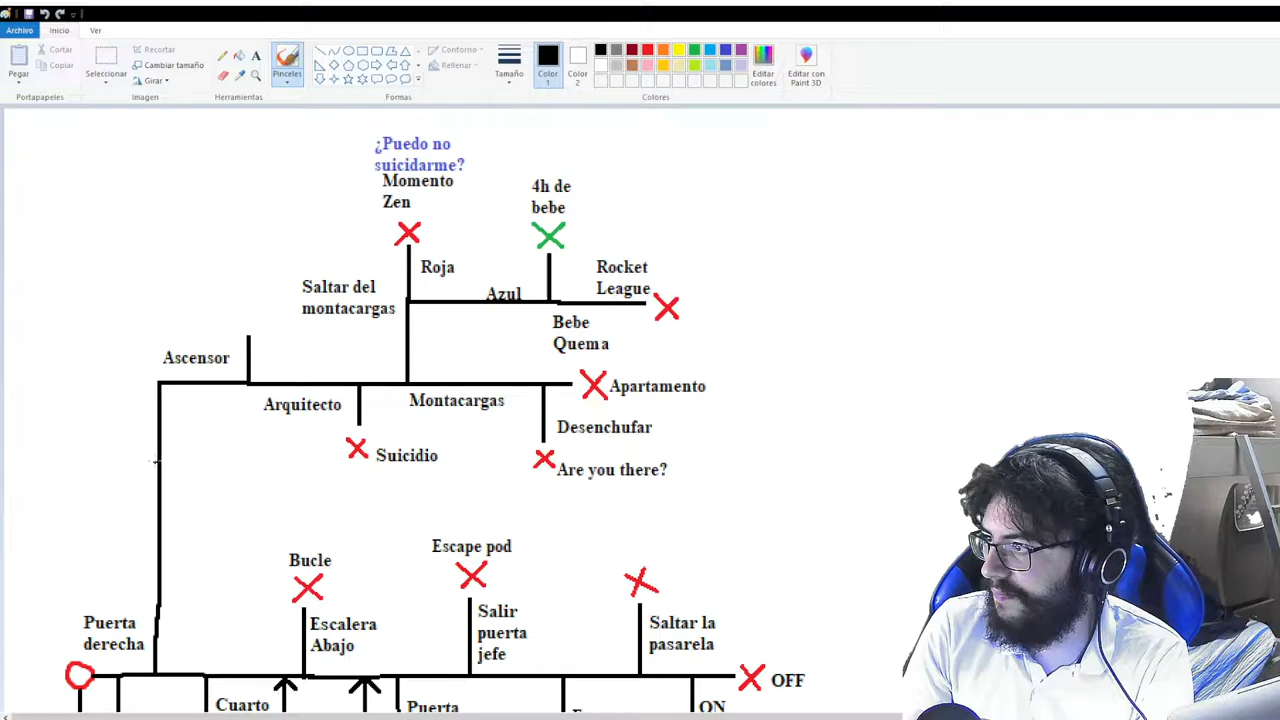 Archivo Inicio Ver
Pegar
Cortar
Copiar
Portapapeles
Seleccionar
Recortar
Cambiar tamaño
Girar
Imagen
A
Herramientas
Pinceles
Contorno
Rellenar
Formas
Tamaño
Color
1
Color
2
Editar
colores
Colores
Editar con
Paint 3D
¿Puedo no
suicidarme?
Momento
Zen
4h de
bebe
Roja
Rocket
League
Saltar del
montacargas
Azul
Bebe
Quema
Ascensor
Apartamento
Arquitecto
Montacargas
Desenchufar
Suicidio
Are you there?
Bucle
Escape pod
Puerta
derecha
Escalera
Abajo
Salir
puerta
jefe
Saltar la
pasarela
OFF
Cuarto
Puerta
ON